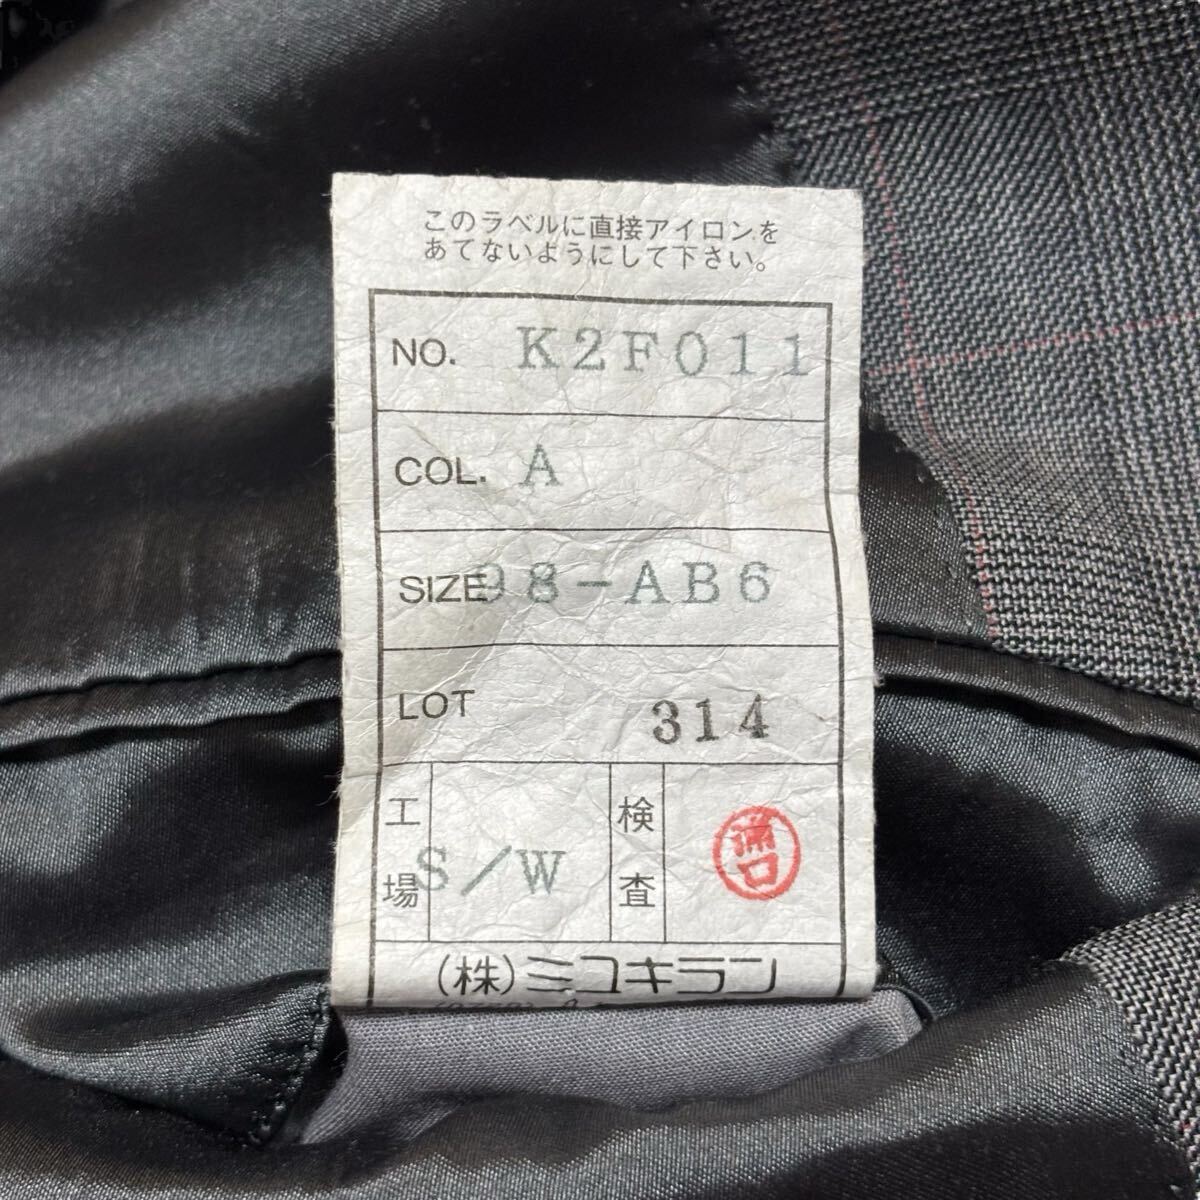 このラベルに直接アイロンを
あてないようにして下さい。
NO. K2F011
COL. A
SIZE 98-AB6
LOT 314
工場 S/W 検査
(株)ミユキラン